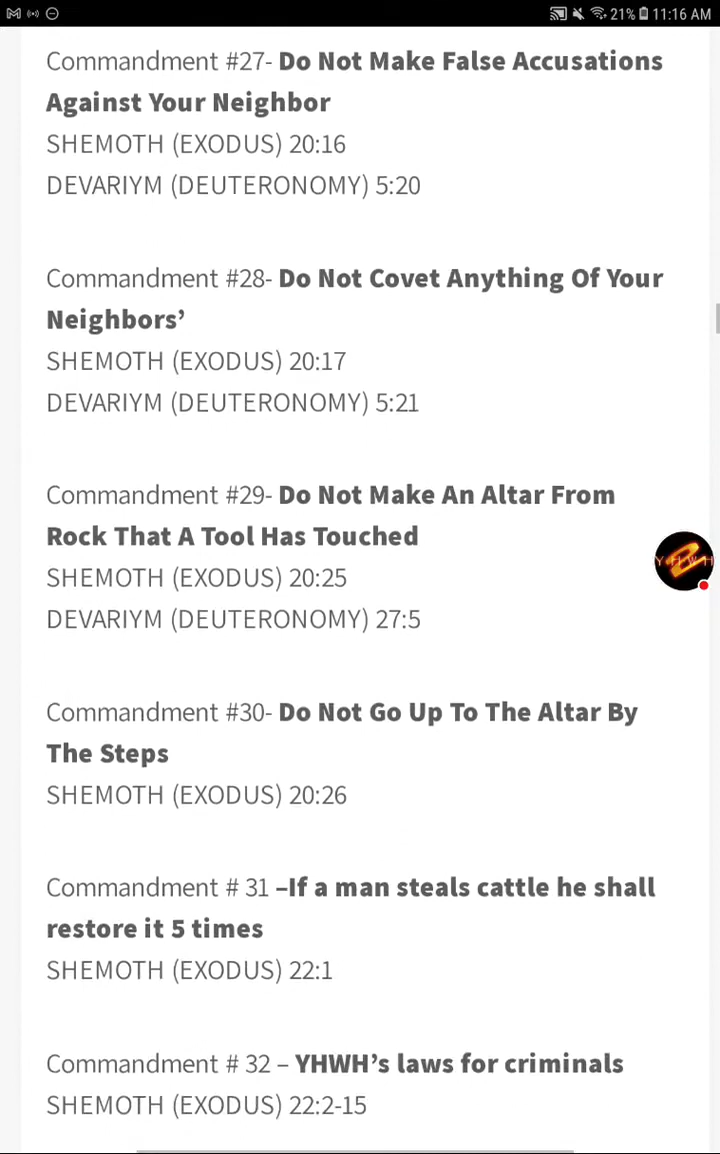 21% 11:16 AM
Commandment #27- Do Not Make False Accusations
Against Your Neighbor
SHEMOTH (EXODUS) 20:16
DEVARIYM (DEUTERONOMY) 5:20
Commandment #28- Do Not Covet Anything Of Your
Neighbors’
SHEMOTH (EXODUS) 20:17
DEVARIYM (DEUTERONOMY) 5:21
Commandment #29- Do Not Make An Altar From
Rock That A Tool Has Touched
SHEMOTH (EXODUS) 20:25
DEVARIYM (DEUTERONOMY) 27:5
YHWH
Commandment #30- Do Not Go Up To The Altar By
The Steps
SHEMOTH (EXODUS) 20:26
Commandment # 31 –If a man steals cattle he shall
restore it 5 times
SHEMOTH (EXODUS) 22:1
Commandment # 32 – YHWH’s laws for criminals
SHEMOTH (EXODUS) 22:2-15